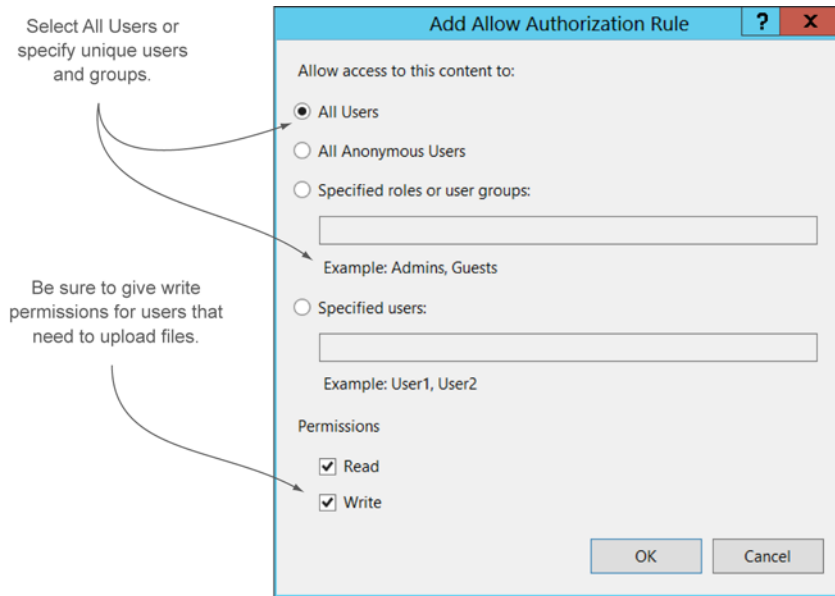 Select All Users or
specify unique users
and groups.
Be sure to give write
permissions for users that
need to upload files.
Add Allow Authorization Rule
? X
Allow access to this content to:
All Users
All Anonymous Users
Specified roles or user groups:
Example: Admins, Guests
Specified users:
Example: User1, User2
Permissions
Read
Write
OK Cancel